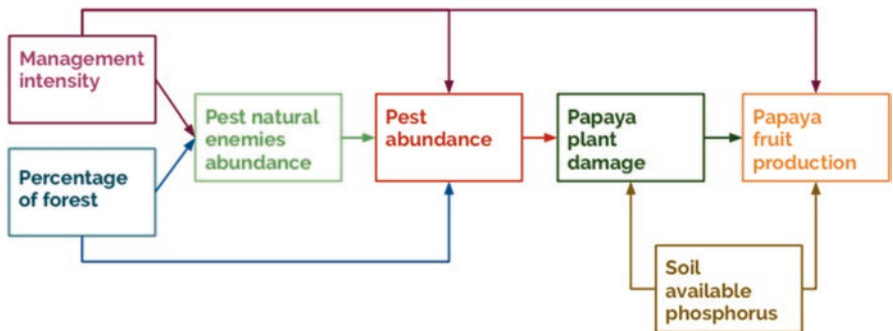 Management
intensity
Pest natural
enemies
abundance
Pest
abundance
Papaya
plant
damage
Papaya
fruit
production
Percentage
of forest
Soil
available
phosphorus